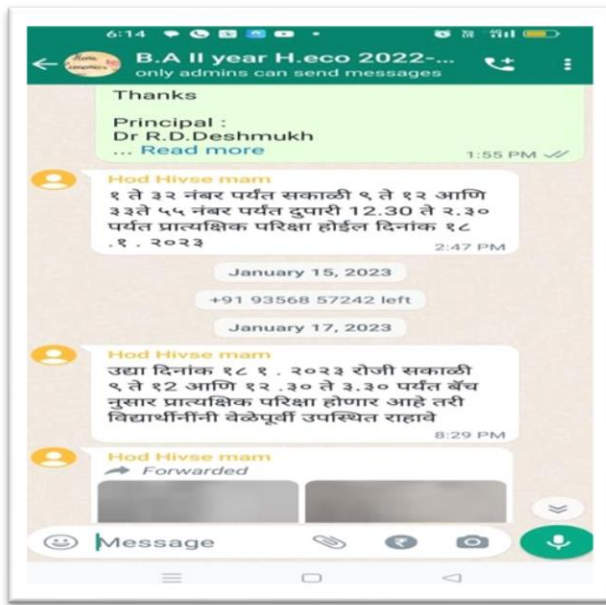 6:14
B.A II year H.eco 2022-...
only admins can send messages
Thanks
Principal :
Dr R.D.Deshmukh
... Read more
1:55 PM
Hod Hivse mam
१ ते ३२ नंबर पर्यंत सकाळी ९ ते १२ आणि
३३ते ५५ नंबर पर्यंत दुपारी 12.30 ते २.३०
पर्यंत प्रात्यक्षिक परिक्षा होईल दिनांक १८
.१ . २०२३
2:47 PM
January 15, 2023
+91 93568 57242 left
January 17, 2023
Hod Hivse mam
उद्या दिनांक १८ १ . २०२३ रोजी सकाळी
९ ते १2 आणि १२ .३० ते ३.३० पर्यंत बॅच
नुसार प्रात्यक्षिक परिक्षा होणार आहे तरी
विद्यार्थीनींनी वेळेपूर्वी उपस्थित राहावे
8:29 PM
Hod Hivse mam
Forwarded
Message